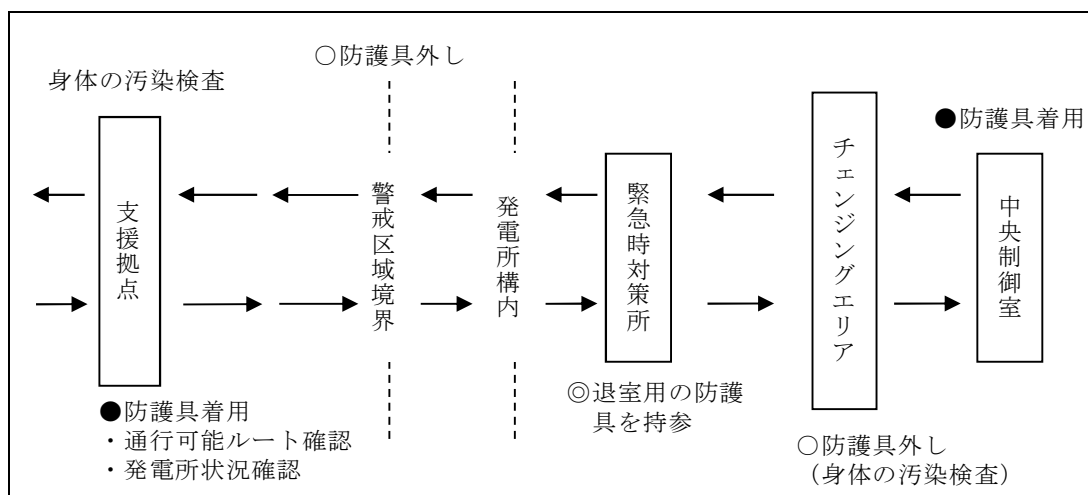 ○防護具外し
身体の汚染検査
●防護具着用
支援拠点
警戒区域境界
発電所構内
緊急時対策所
チェンジングエリア
中央制御室
●防護具着用
・通行可能ルート確認
・発電所状況確認
◎退室用の防護
具を持参
○防護具外し
（身体の汚染検査）